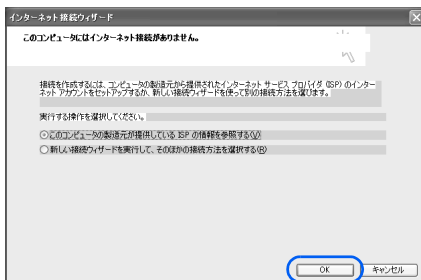 インターネット接続ウィザード
このコンピュータにはインターネット接続がありません。
接続を作成するには、コンピュータの製造元から提供されたインターネット サービス プロバイダ (ISP) のインター
ネット アカウントをセットアップするか、新しい接続ウィザードを使って別の接続方法を選びます。
実行する操作を選択してください。
このコンピュータの製造元が提供している ISP の情報を参照する(V)
新しい接続ウィザードを実行して、そのほかの接続方法を選択する(R)
OK
キャンセル